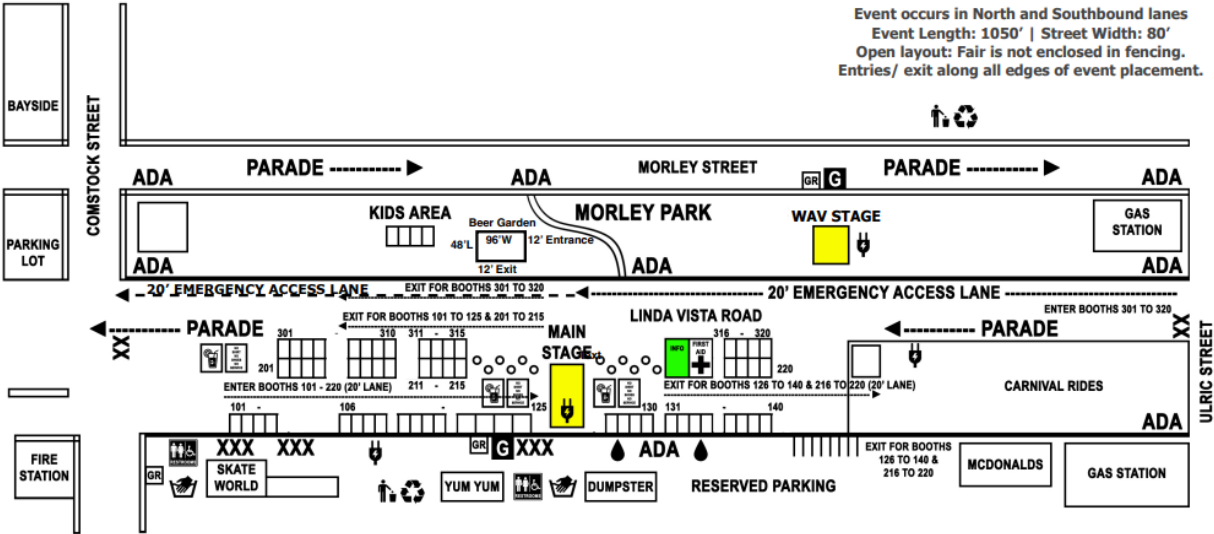 Event occurs in North and Southbound lanes
Event Length: 1050’ | Street Width: 80’
Open layout: Fair is not enclosed in fencing.
Entries/ exit along all edges of event placement.
BAYSIDE
COMSTOCK STREET
PARADE
MORLEY STREET
PARADE
ADA
ADA
GR
G
ADA
PARKING
LOT
KIDS AREA
Beer Garden
48'L
96'W
12' Entrance
12' Exit
MORLEY PARK
WAV STAGE
GAS
STATION
ADA
ADA
ADA
20’ EMERGENCY ACCESS LANE
EXIT FOR BOOTHS 301 TO 320
20’ EMERGENCY ACCESS LANE
ENTER BOOTHS 301 TO 320
EXIT FOR BOOTHS 101 TO 125 & 201 TO 215
LINDA VISTA ROAD
XX
PARADE
301
310
311 - 315
MAIN
STAGE
316 - 320
PARADE
XX
201
INFO
FIRST
AID
220
211 - 215
ENTER BOOTHS 101 - 220 (20’ LANE)
EXIT FOR BOOTHS 126 TO 140 & 216 TO 220 (20’ LANE)
CARNIVAL RIDES
ULRIC STREET
101 -
106
-
125
130
131 -
140
ADA
XXX
XXX
GR
G
XXX
ADA
EXIT FOR BOOTHS
126 TO 140 &
216 TO 220
FIRE
STATION
RESTROOMS
GR
SKATE
WORLD
YUM YUM
RESTROOMS
DUMPSTER
RESERVED PARKING
MCDONALDS
GAS STATION